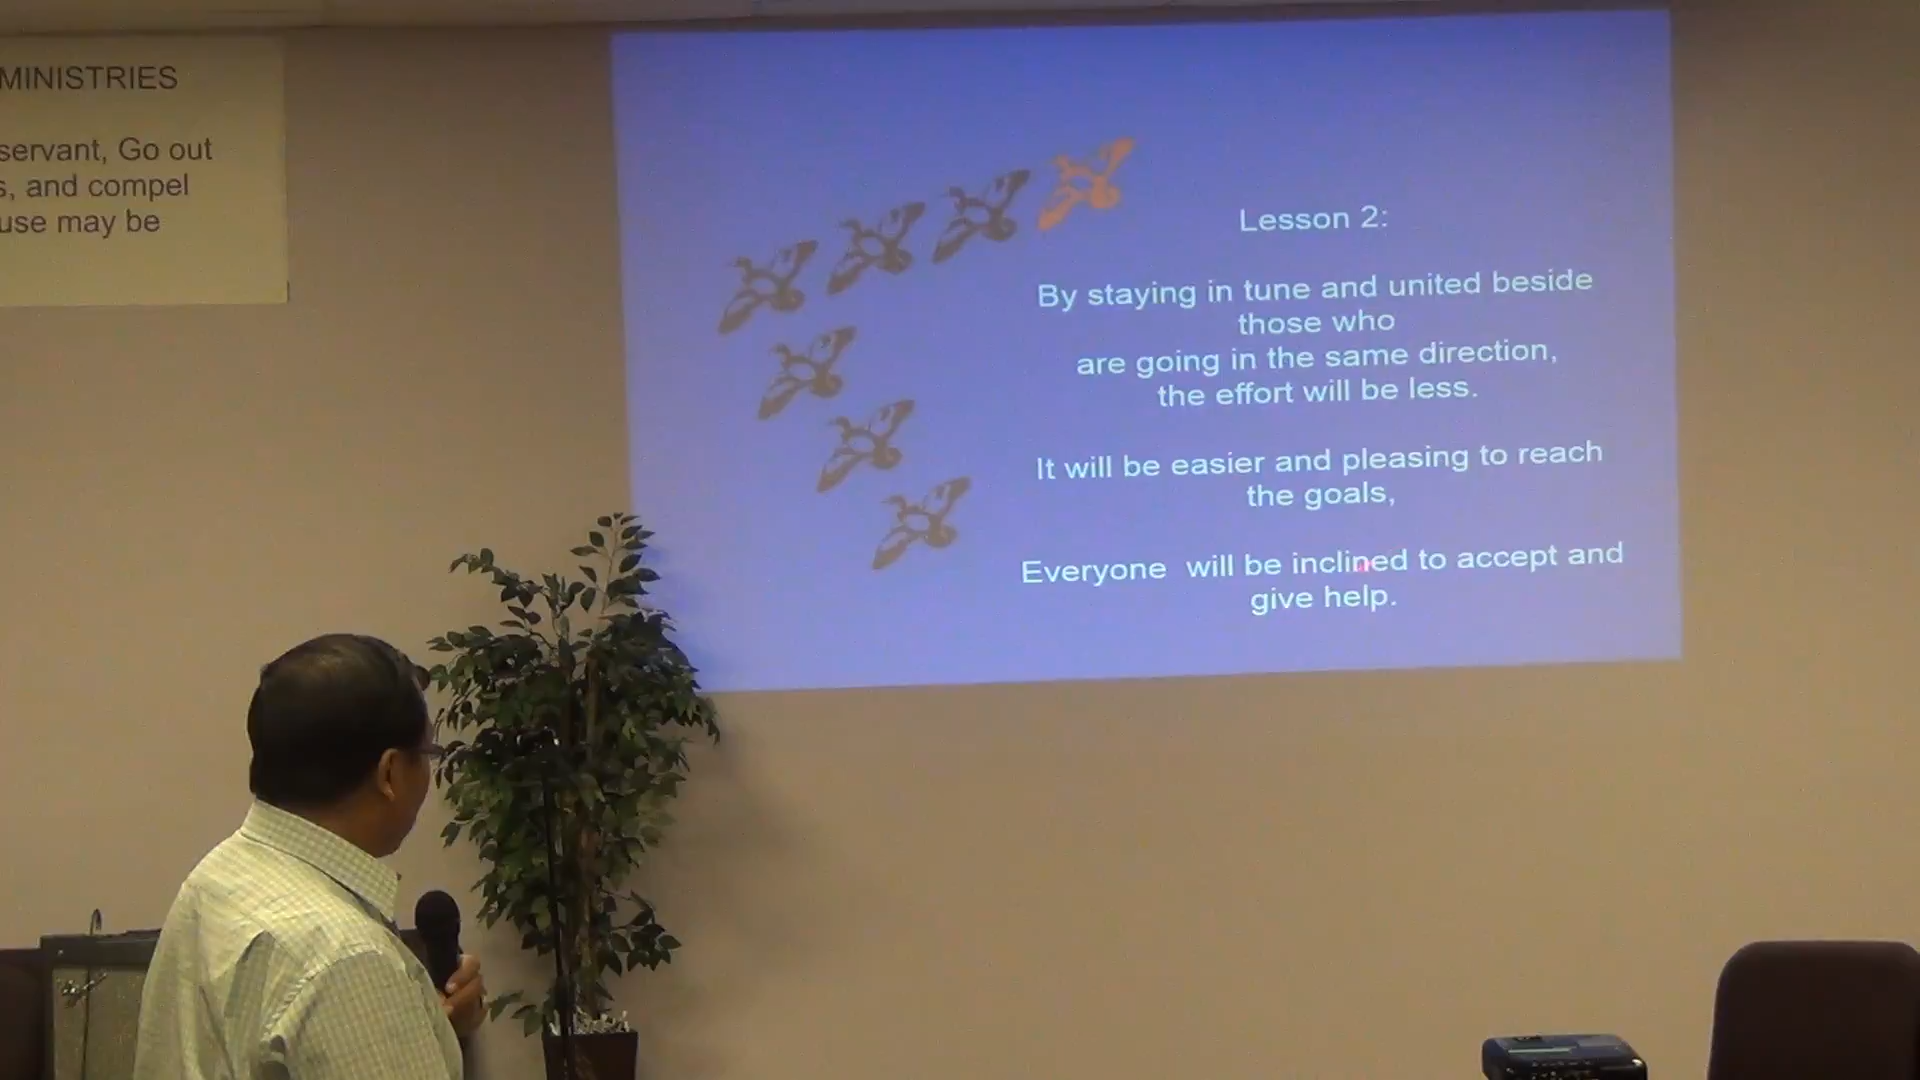 MINISTRIES
servant, Go out
s, and compel
use may be
Lesson 2:
By staying in tune and united beside
those who
are going in the same direction,
the effort will be less.
It will be easier and pleasing to reach
the goals,
Everyone will be inclined to accept and
give help.